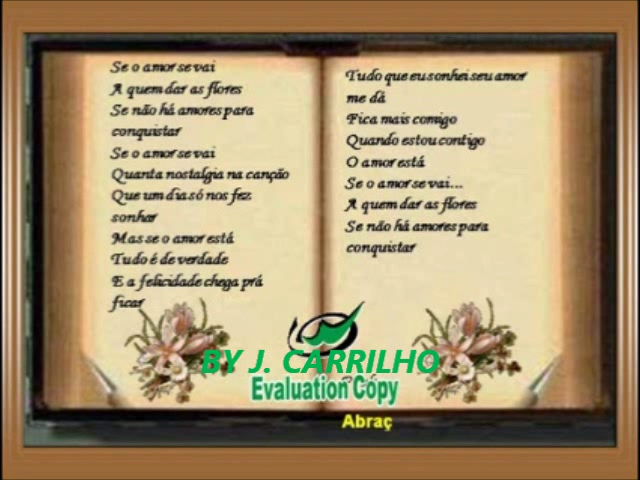 Se o amor se vai
A quem dar as flores
Se não há amores para
conquistar
Se o amor se vai
Quanta nostalgia na canção
Que um dia só nos fez
sonhar
Mas se o amor está
Tudo é de verdade
E a felicidade chega prá
ficar
Tudo que eu sonhei seu amor
me dá
Fica mais comigo
Quando estou contigo
O amor está
Se o amor se vai...
A quem dar as flores
Se não há amores para
conquistar
BY J. CARRILHO
Evaluation Copy
Abraç